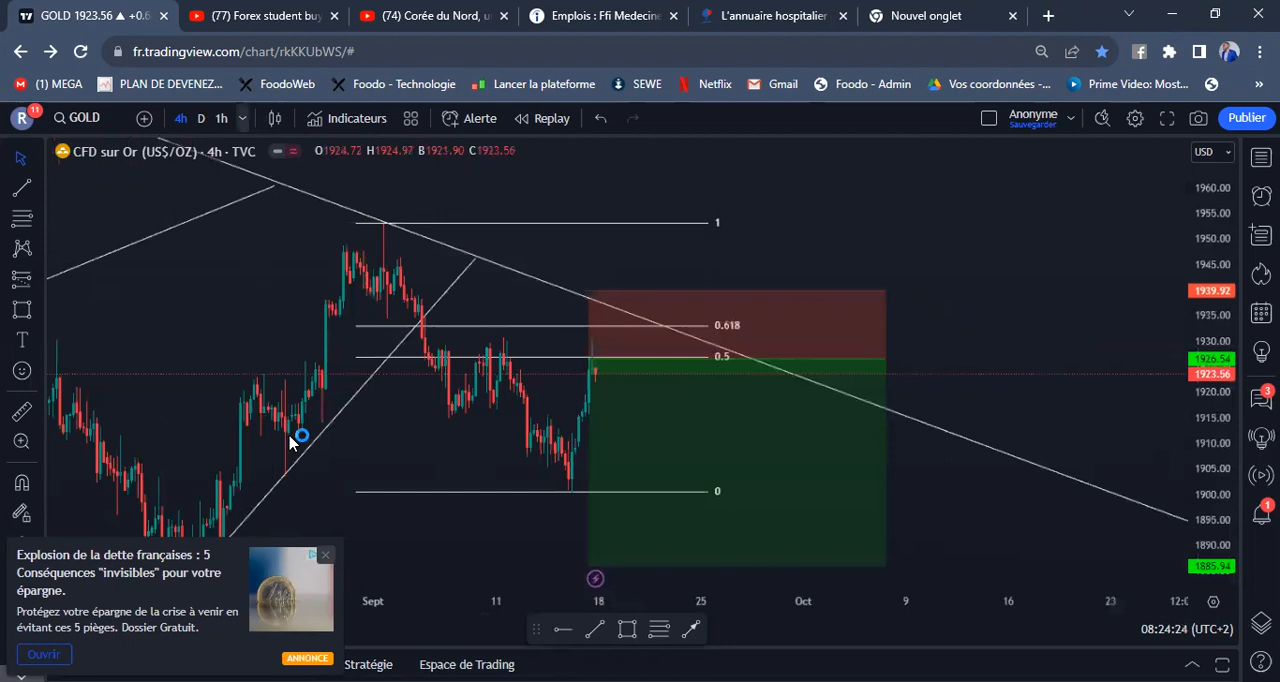 GOLD 1923.56 ▲ +0.6
(77) Forex student bu
(74) Corée du Nord, u
Emplois : Ffi Medecine
L'annuaire hospitalier
Nouvel onglet
fr.tradingview.com/chart/rkKKUbWS/#
(1) MEGA
PLAN DE DEVENEZ...
FoodoWeb
Foodo - Technologie
Lancer la plateforme
SEWE
Netflix
Gmail
Foodo - Admin
Vos coordonnées -...
Prime Video: Most...
»
R 11
GOLD
4h D 1h
Indicateurs
Alerte
Replay
Anonyme
Sauvegarder
Publier
CFD sur Or (US$/OZ) · 4h · TVC
O1924.72 H1924.97 B1921.90 C1923.56
USD
1960.00
1955.00
1950.00
1945.00
1939.92
1935.00
1930.00
1926.54
1923.56
1920.00
1915.00
1910.00
1905.00
1900.00
1895.00
1890.00
1885.94
1
0.618
0.5
0
3
1
Explosion de la dette françaises : 5
Conséquences "invisibles" pour votre
épargne.
Protégez votre épargne de la crise à venir en
évitant ces 5 pièges. Dossier Gratuit.
Ouvrir
ANNONCE
Sept 11 18 25 Oct 9 16 23 12:0
08:24:24 (UTC+2)
Stratégie
Espace de Trading